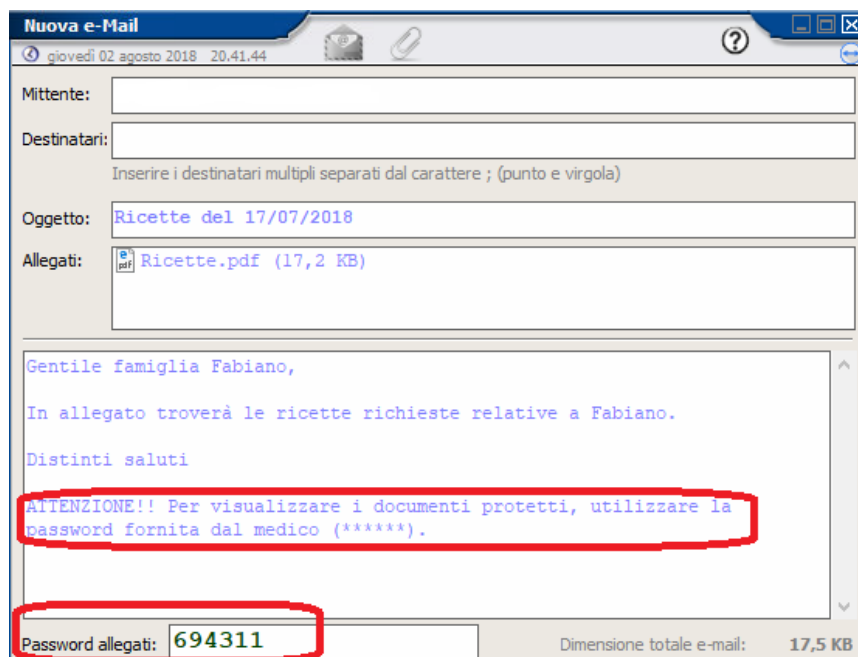 Nuova e-Mail
giovedì 02 agosto 2018 20.41.44
Mittente:
Destinatari:
Inserire i destinatari multipli separati dal carattere ; (punto e virgola)
Oggetto: Ricette del 17/07/2018
Allegati: Ricette.pdf (17,2 KB)
Gentile famiglia Fabiano,
In allegato troverà le ricette richieste relative a Fabiano.
Distinti saluti
ATTENZIONE!! Per visualizzare i documenti protetti, utilizzare la
password fornita dal medico (******).
Password allegati: 694311 Dimensione totale e-mail: 17,5 KB